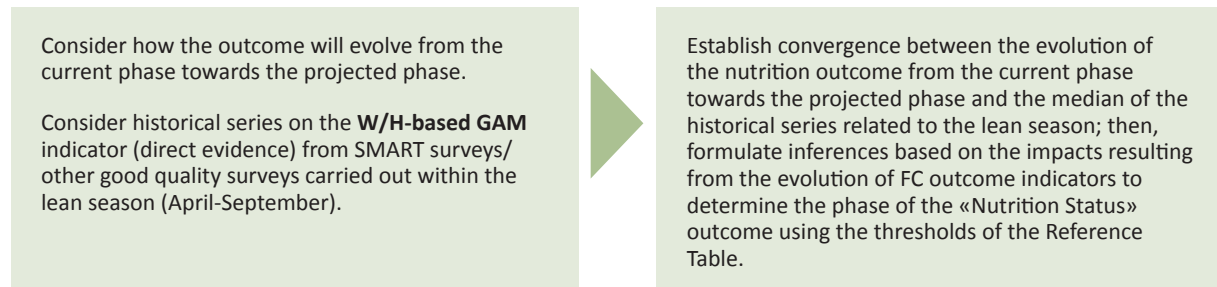 Consider how the outcome will evolve from the
current phase towards the projected phase.
Consider historical series on the W/H-based GAM
indicator (direct evidence) from SMART surveys/
other good quality surveys carried out within the
lean season (April-September).
Establish convergence between the evolution of
the nutrition outcome from the current phase
towards the projected phase and the median of the
historical series related to the lean season; then,
formulate inferences based on the impacts resulting
from the evolution of FC outcome indicators to
determine the phase of the «Nutrition Status»
outcome using the thresholds of the Reference
Table.